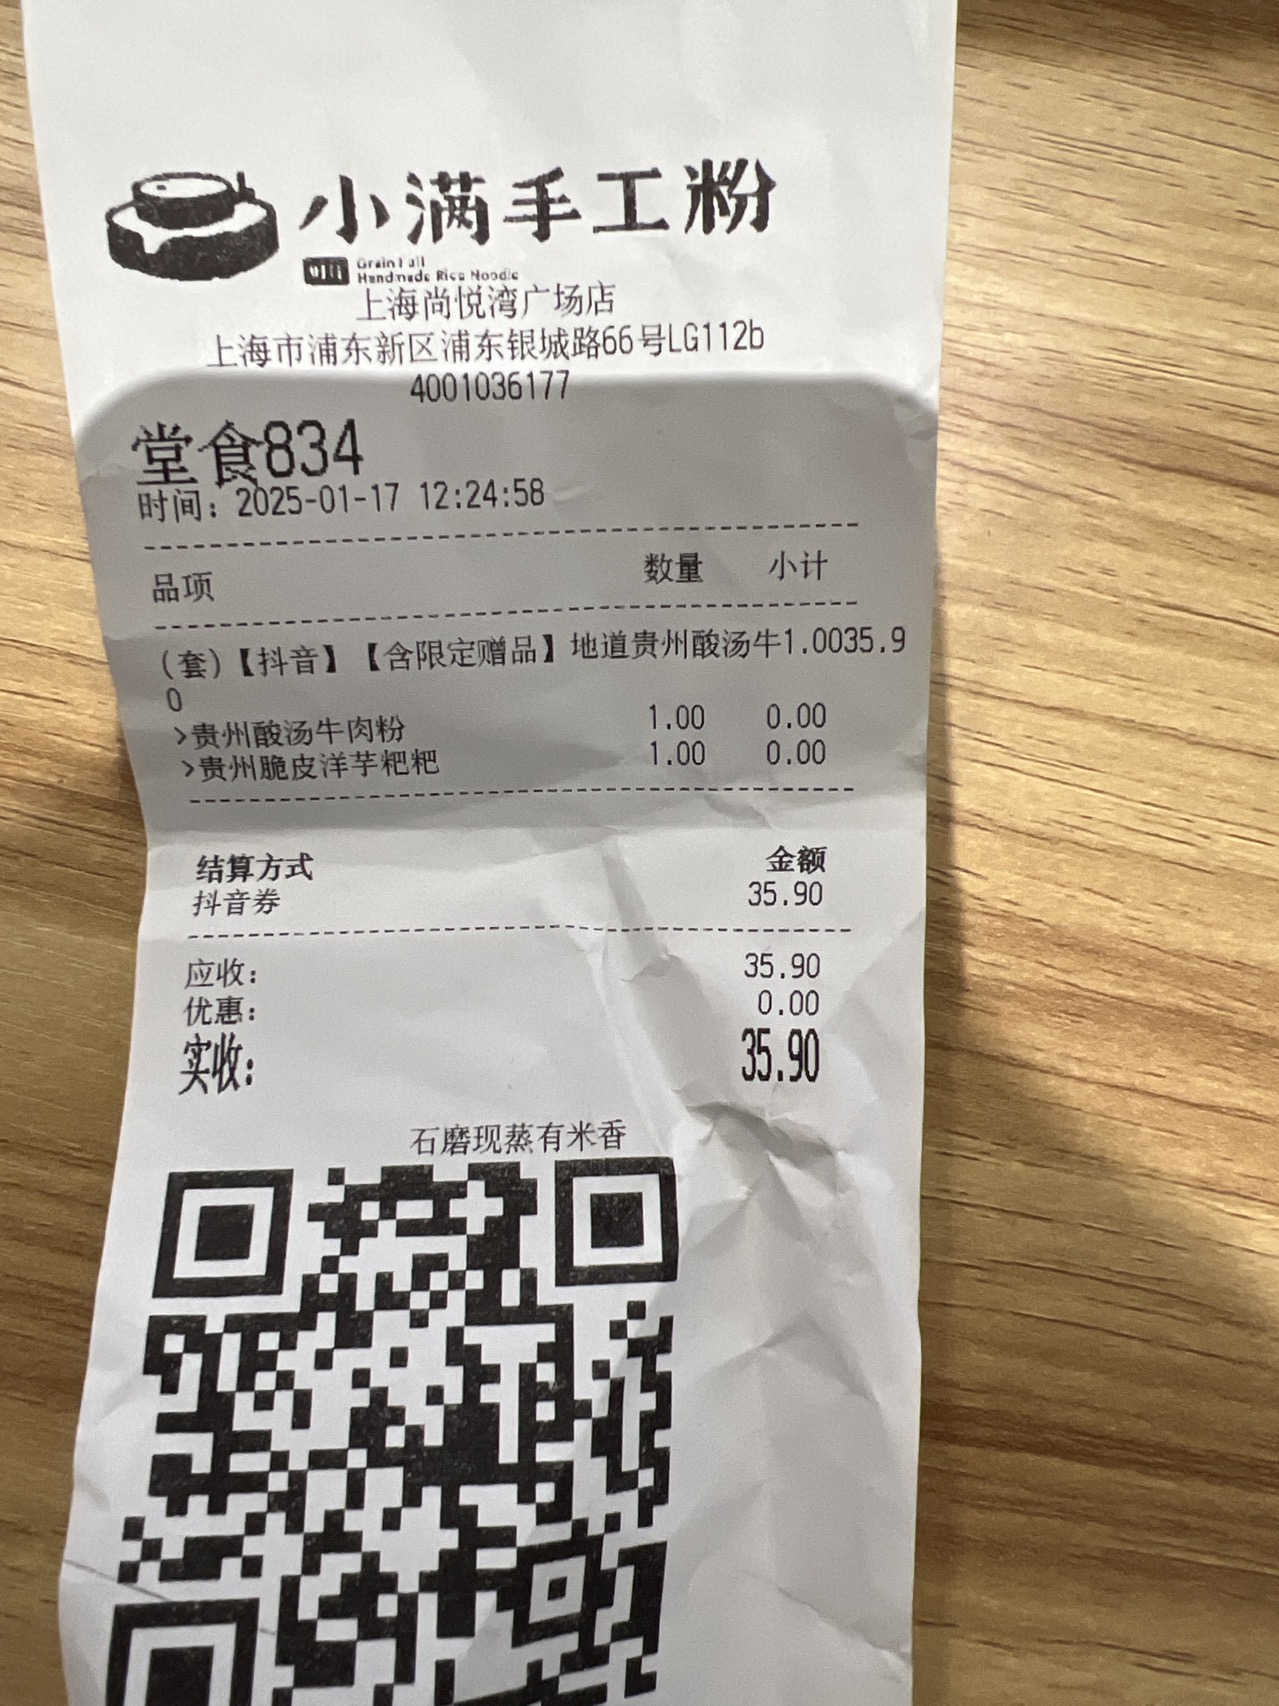 小满手工粉
Grain Full
Handmade Rice Noodle
上海尚悦湾广场店
上海市浦东新区浦东银城路66号LG112b
4001036177
堂食834
时间：2025-01-17 12:24:58
品项 数量 小计
(套)【抖音】【含限定赠品】地道贵州酸汤牛1.0035.9
0
>贵州酸汤牛肉粉 1.00 0.00
>贵州脆皮洋芋粑粑 1.00 0.00
结算方式 金额
抖音券 35.90
应收: 35.90
优惠: 0.00
实收: 35.90
石磨现蒸有米香